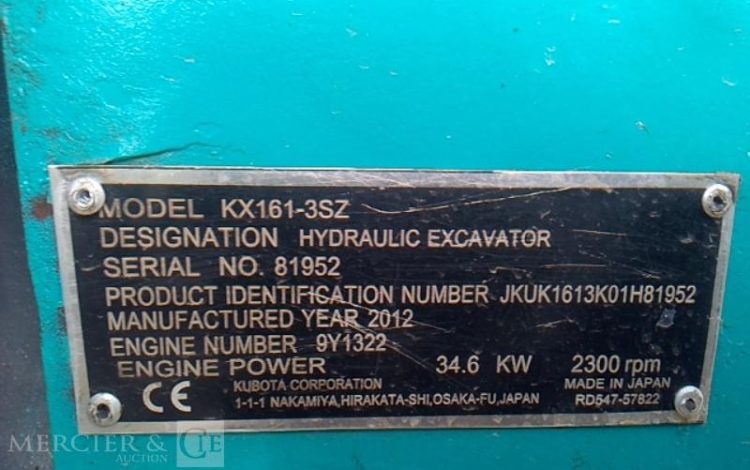 MODEL KX161-3SZ
DESIGNATION HYDRAULIC EXCAVATOR
SERIAL NO. 81952
PRODUCT IDENTIFICATION NUMBER JKUK1613K01H81952
MANUFACTURED YEAR 2012
ENGINE NUMBER 9Y1322
ENGINE POWER 34.6 KW 2300 rpm
CE KUBOTA CORPORATION MADE IN JAPAN
1-1-1 NAKAMIYA,HIRAKATA-SHI,OSAKA-FU,JAPAN RD547-57822
MERCIER & CIE
AUCTION